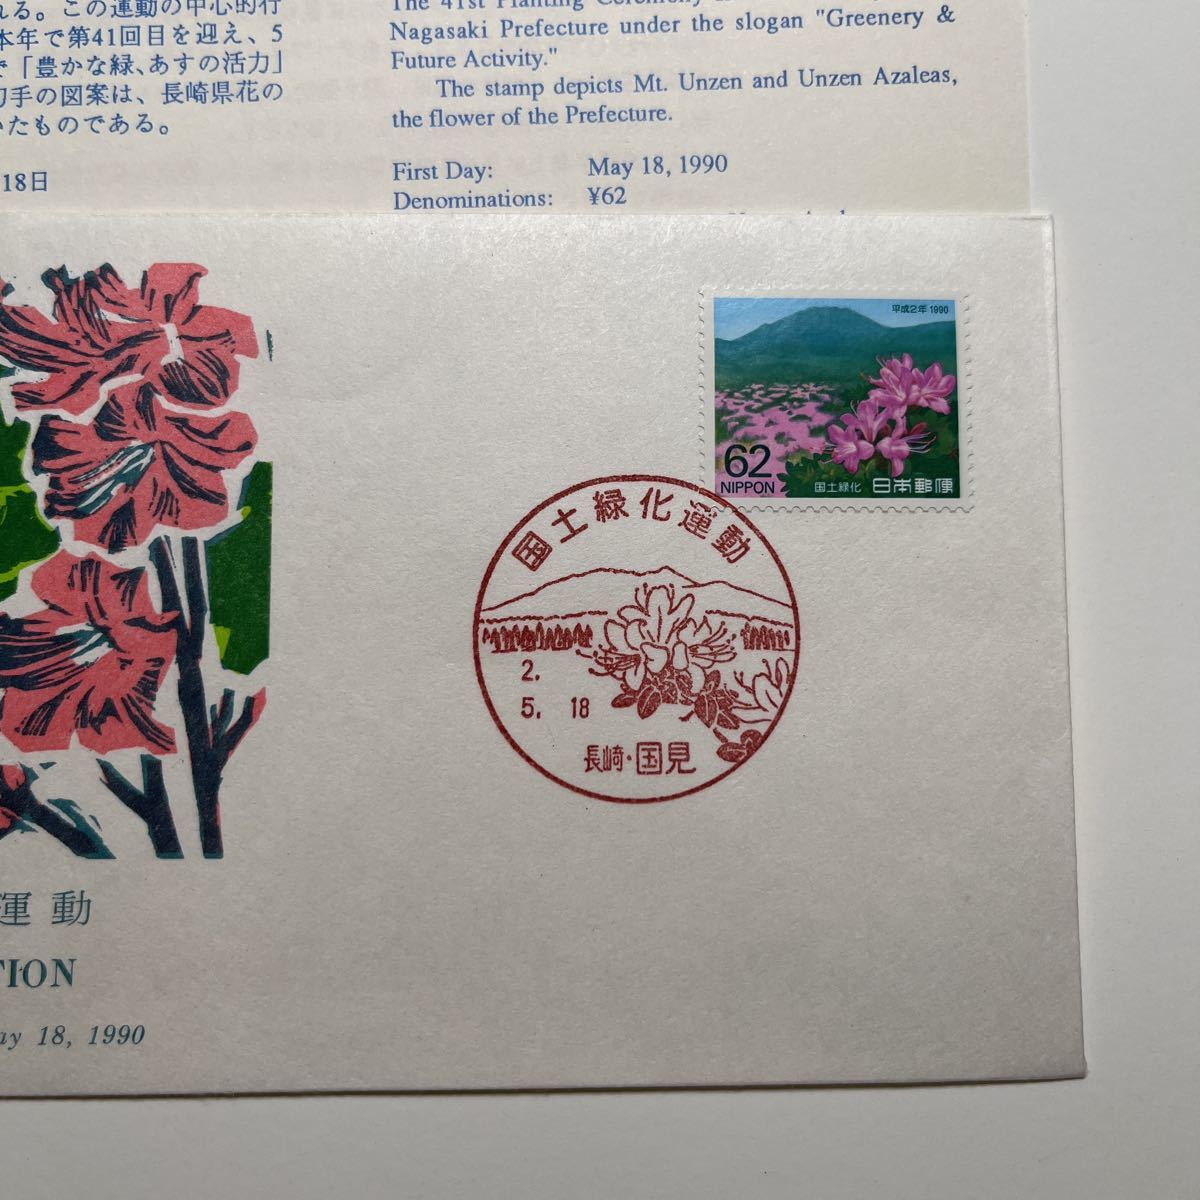 れる。この運動の中心的行
本年で第41回目を迎え、5
で「豊かな緑、あすの活力」
切手の図案は、長崎県花の
いたものである。
18日
The 41st Planting Ceremony
Nagasaki Prefecture under the slogan "Greenery &
Future Activity."
The stamp depicts Mt. Unzen and Unzen Azaleas,
the flower of the Prefecture.
First Day: May 18, 1990
Denominations: ¥62
平成2年 1990
62
NIPPON 国土緑化 日本郵便
国土緑化運動
2.
5. 18
長崎・国見
運動
TION
ay 18, 1990